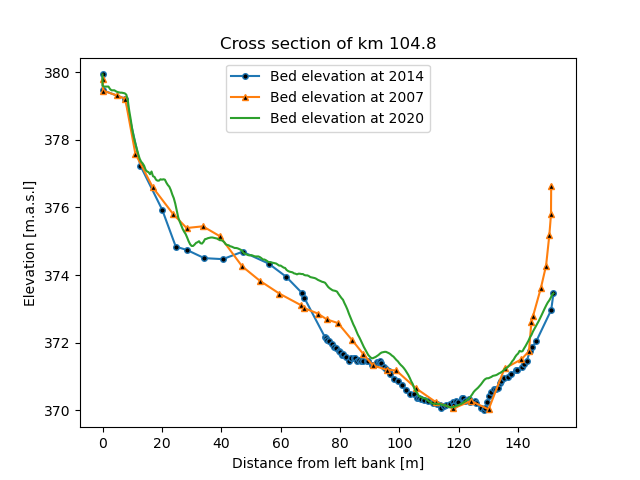 Cross section of km 104.8
Bed elevation at 2014
Bed elevation at 2007
Bed elevation at 2020
Elevation [m.a.s.l]
380
378
376
374
372
370
0 20 40 60 80 100 120 140
Distance from left bank [m]